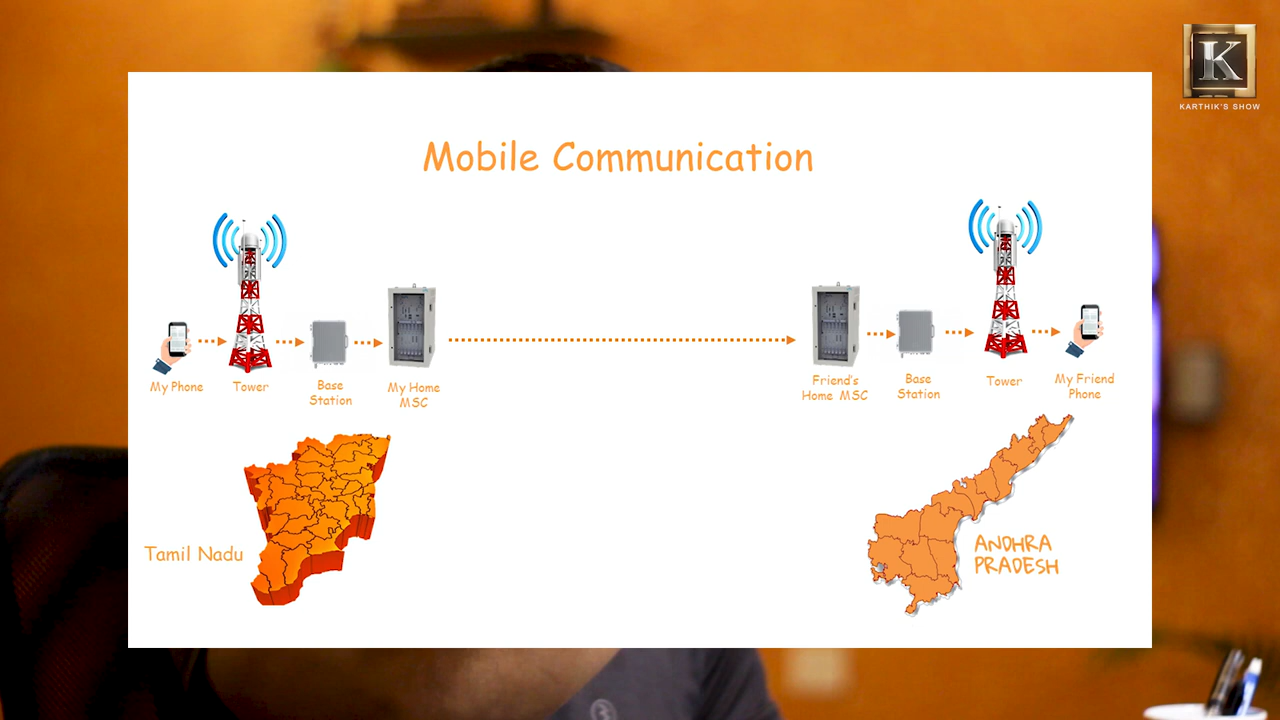 K
KARTHIK'S SHOW
Mobile Communication
My Phone
Tower
Base
Station
My Home
MSC
Friend's
Home MSC
Base
Station
Tower
My Friend
Phone
Tamil Nadu
ANDHRA
PRADESH